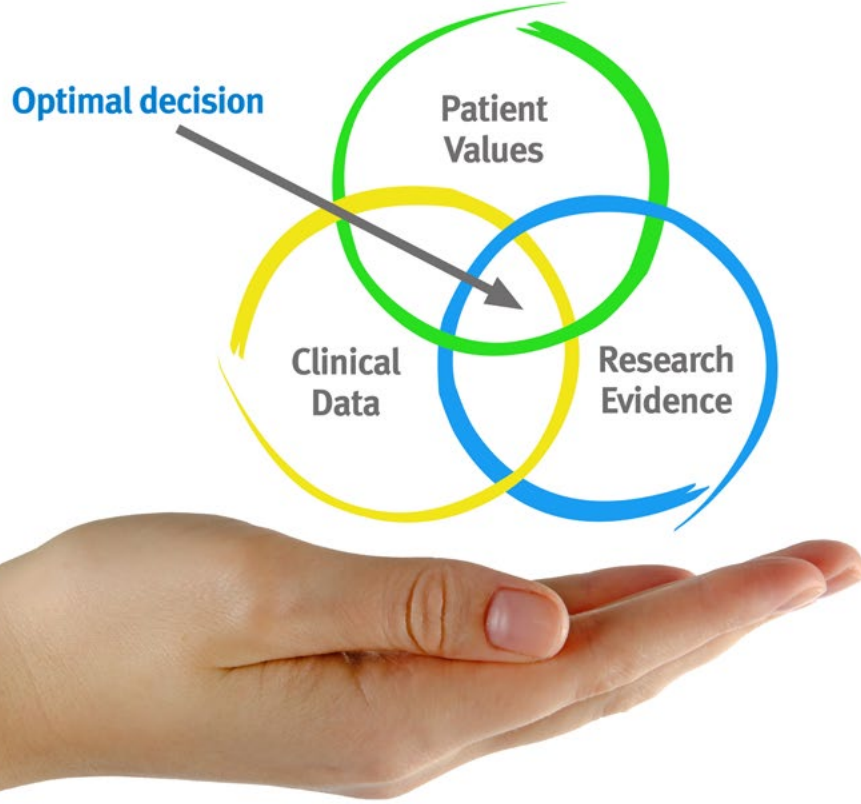 Optimal decision
Patient
Values
Clinical
Data
Research
Evidence